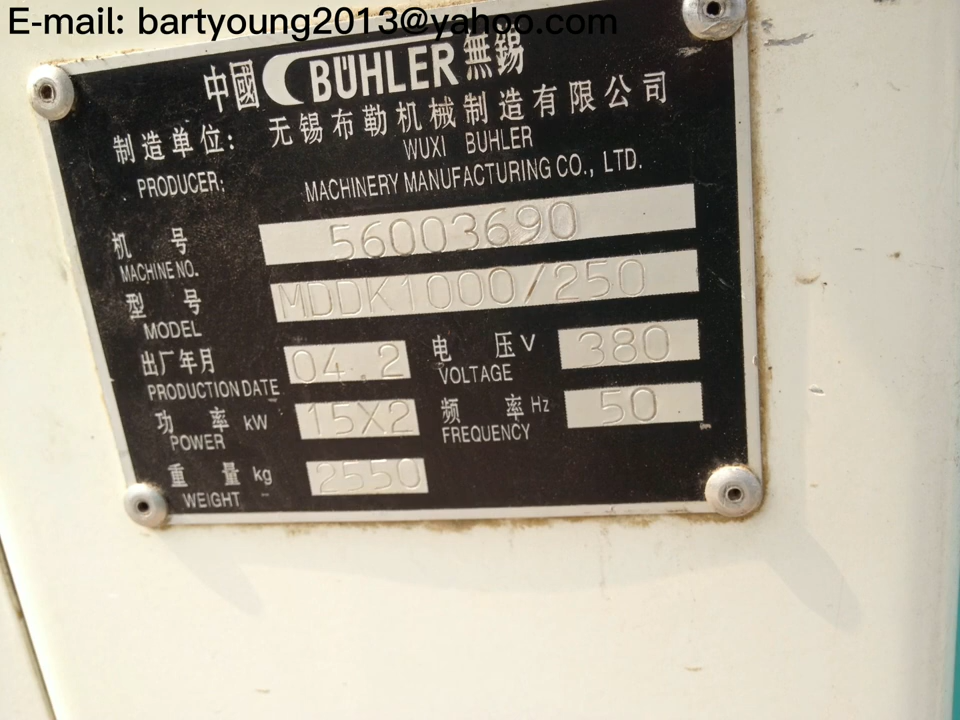 E-mail: bartyoung2013@yahoo.com
中國 BÜHLER 無錫
制造单位: 无锡布勒机械制造有限公司
WUXI BUHLER
PRODUCER: MACHINERY MANUFACTURING CO., LTD.
机 号 56003690
MACHINE NO.
型 号 MDDK1000/250
MODEL
出厂年月 04.2 电 压 V 380
PRODUCTION DATE VOLTAGE
功 率 kW 15X2 频 率 Hz 50
POWER FREQUENCY
重 量 kg 2550
WEIGHT